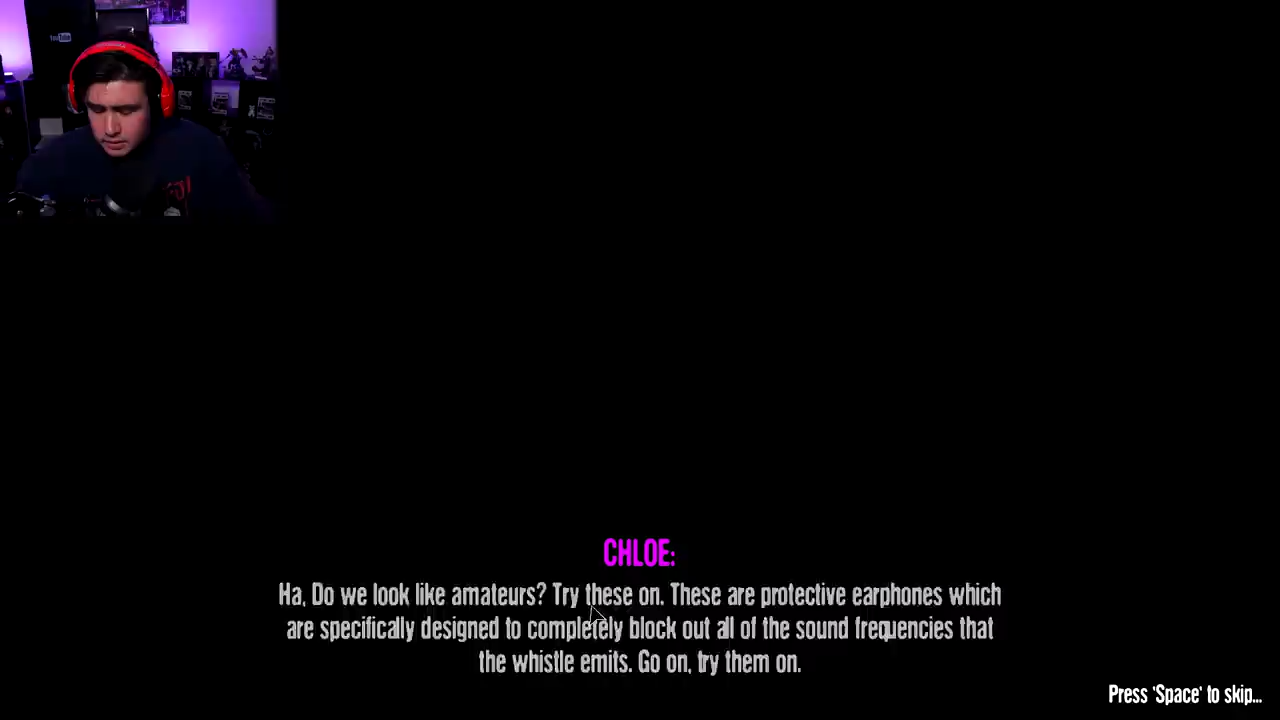 YouTube
CHLOE:
Ha, Do we look like amateurs? Try these on. These are protective earphones which
are specifically designed to completely block out all of the sound frequencies that
the whistle emits. Go on, try them on.
Press 'Space' to skip...